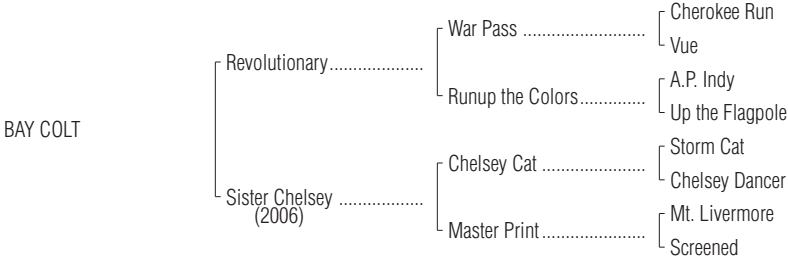 Cherokee Run
War Pass ..........................
Vue
Revolutionary....................
A.P. Indy
Runup the Colors..............
Up the Flagpole
BAY COLT
Storm Cat
Chelsey Cat ......................
Chelsey Dancer
Sister Chelsey ..................
(2006)
Mt. Livermore
Master Print......................
Screened